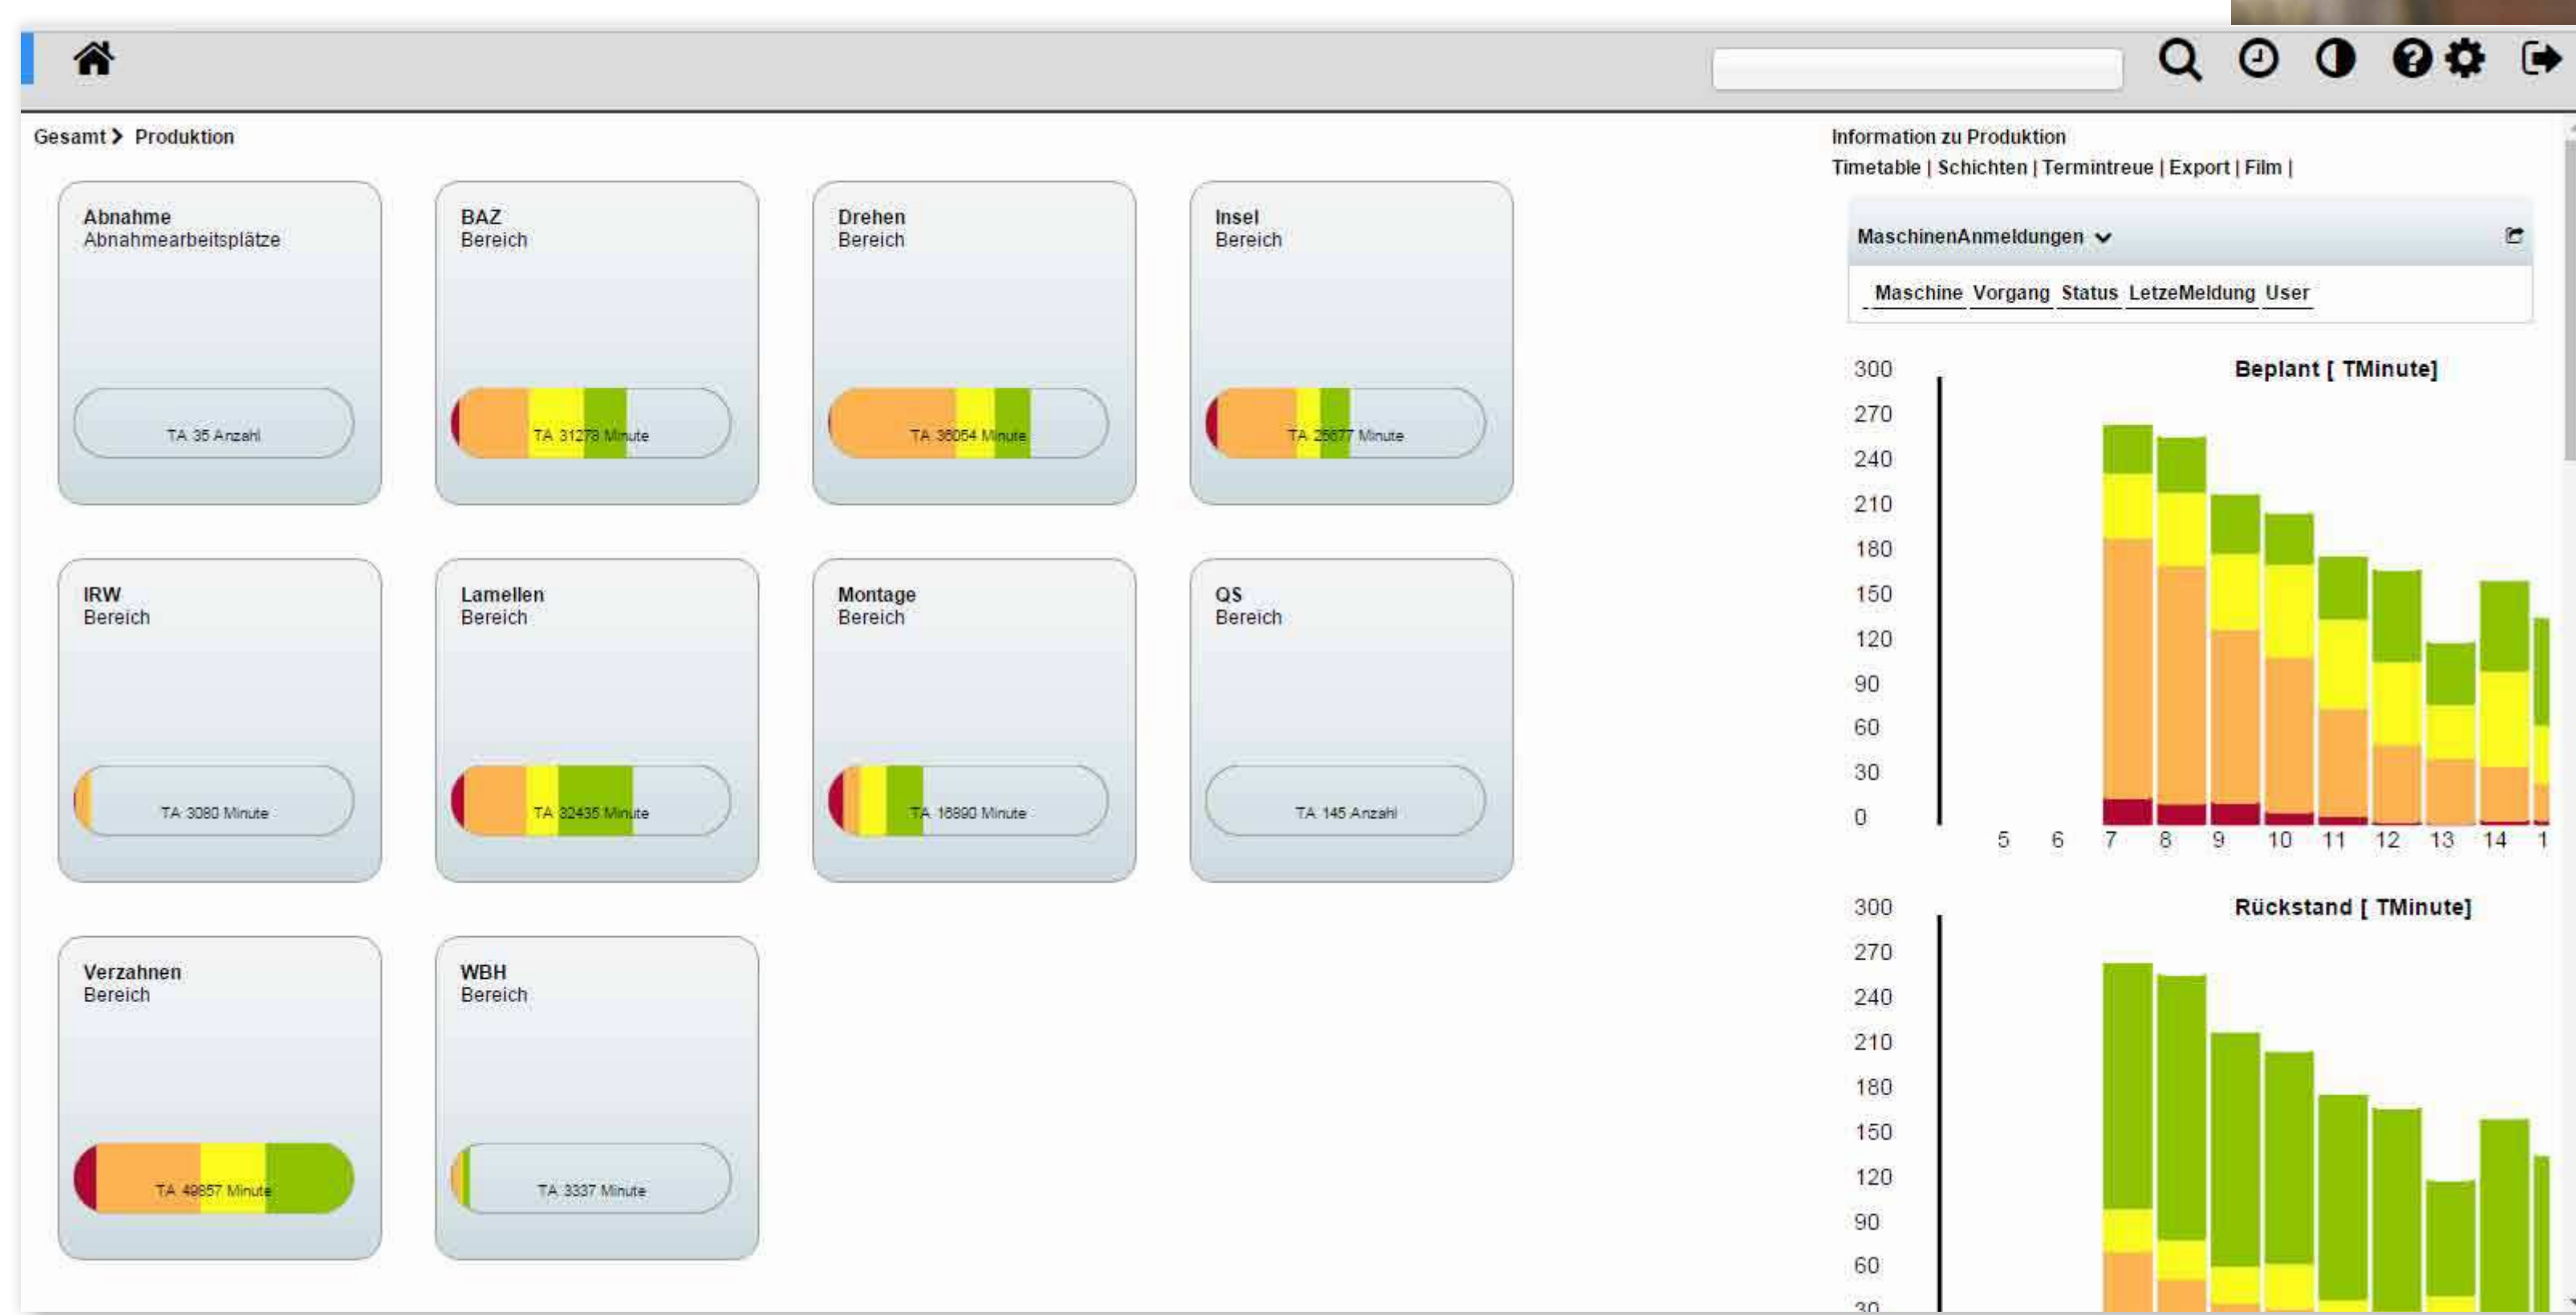 Gesamt Produktion
Abnahme
Abnahmearbeitsplätze
TA 35 Anzahl
BAZ
Bereich
TA 31278 Minute
Drehen
Bereich
TA 36054 Minute
Insel
Bereich
TA 25677 Minute
IRW
Bereich
TA 3080 Minute
Lamellen
Bereich
TA 32435 Minute
Montage
Bereich
TA 16890 Minute
QS
Bereich
TA 145 Anzahl
Verzahnen
Bereich
TA 49857 Minute
WBH
Bereich
TA 3337 Minute
Information zu Produktion
Timetable | Schichten | Termintreue | Export | Film |
MaschinenAnmeldungen
Maschine Vorgang Status LetzeMeldung User
Beplant [ TMinute]
300
270
240
210
180
150
120
90
60
30
0
5 6 7 8 9 10 11 12 13 14 1
Rückstand [ TMinute]
300
270
240
210
180
150
120
90
60
30